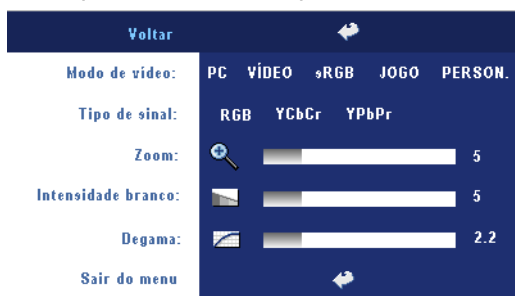 Voltar
Modo de vídeo: PC VÍDEO sRGB JOGO PERSON.
Tipo de sinal: RGB YCbCr YPbPr
Zoom: 5
Intensidade branco: 5
Degama: 2.2
Sair do menu